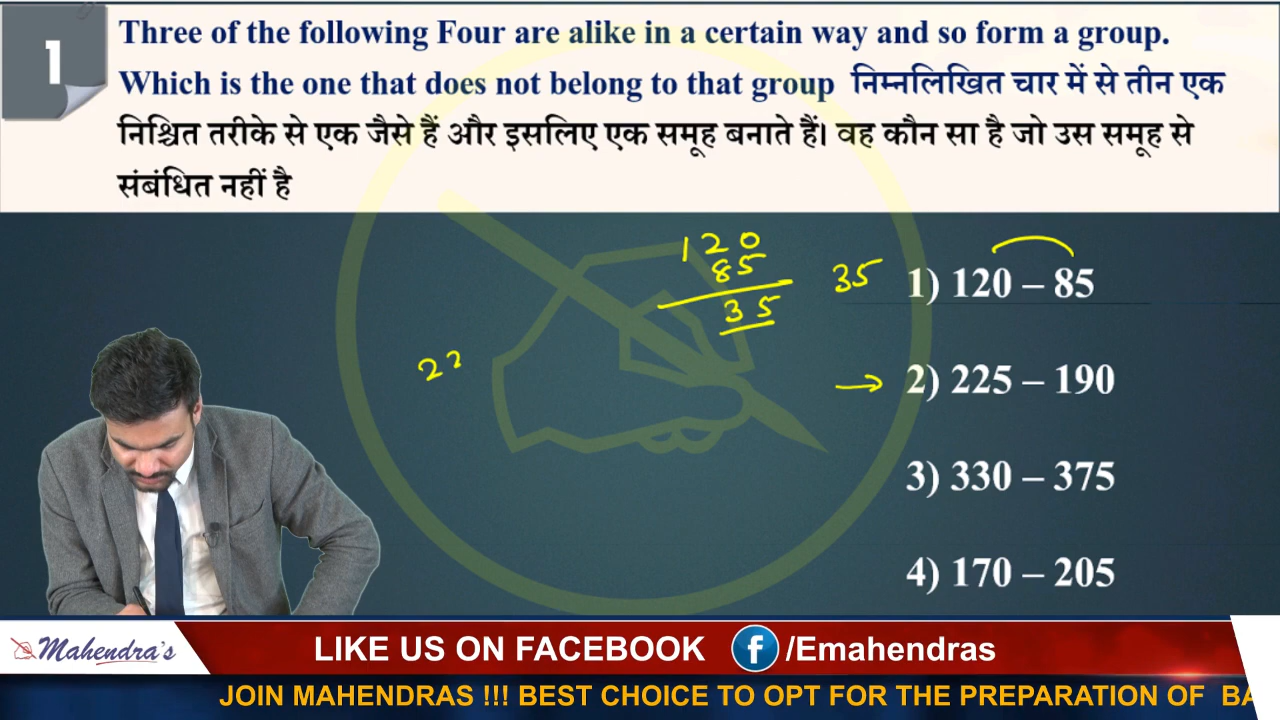 1
Three of the following Four are alike in a certain way and so form a group.
Which is the one that does not belong to that group निम्नलिखित चार में से तीन एक
निश्चित तरीके से एक जैसे हैं और इसलिए एक समूह बनाते हैं। वह कौन सा है जो उस समूह से
संबंधित नहीं है
120
85
35
35
1) 120 – 85
22
2) 225 – 190
3) 330 – 375
4) 170 – 205
Mahendra's
LIKE US ON FACEBOOK f /Emahendras
JOIN MAHENDRAS !!! BEST CHOICE TO OPT FOR THE PREPARATION OF